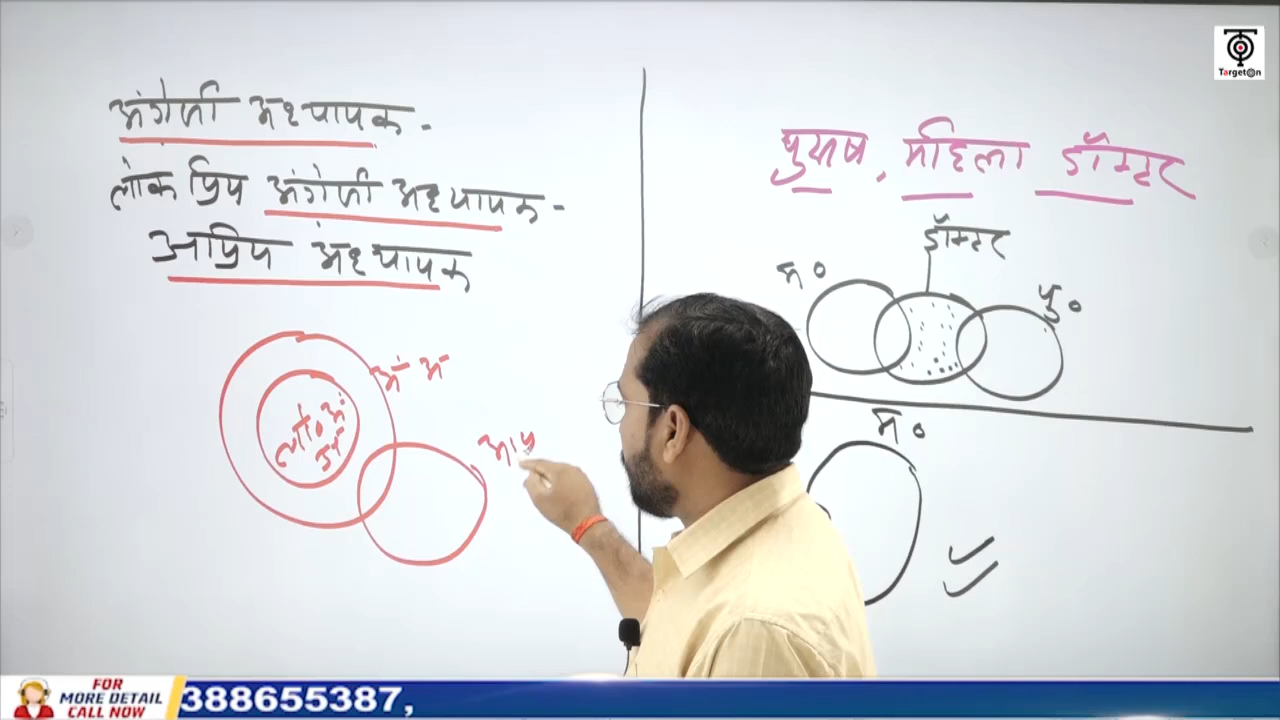 अंग्रेजी अध्यापक -
लोकप्रिय अंग्रेजी अध्यापक -
अप्रिय अध्यापक
अं० अ०
लो० अं०
अ०
अप्रि
पुरुष, महिला डॉक्टर
डॉक्टर
म०
पु०
म०
TargetOn
FOR
MORE DETAIL
CALL NOW
388655387,